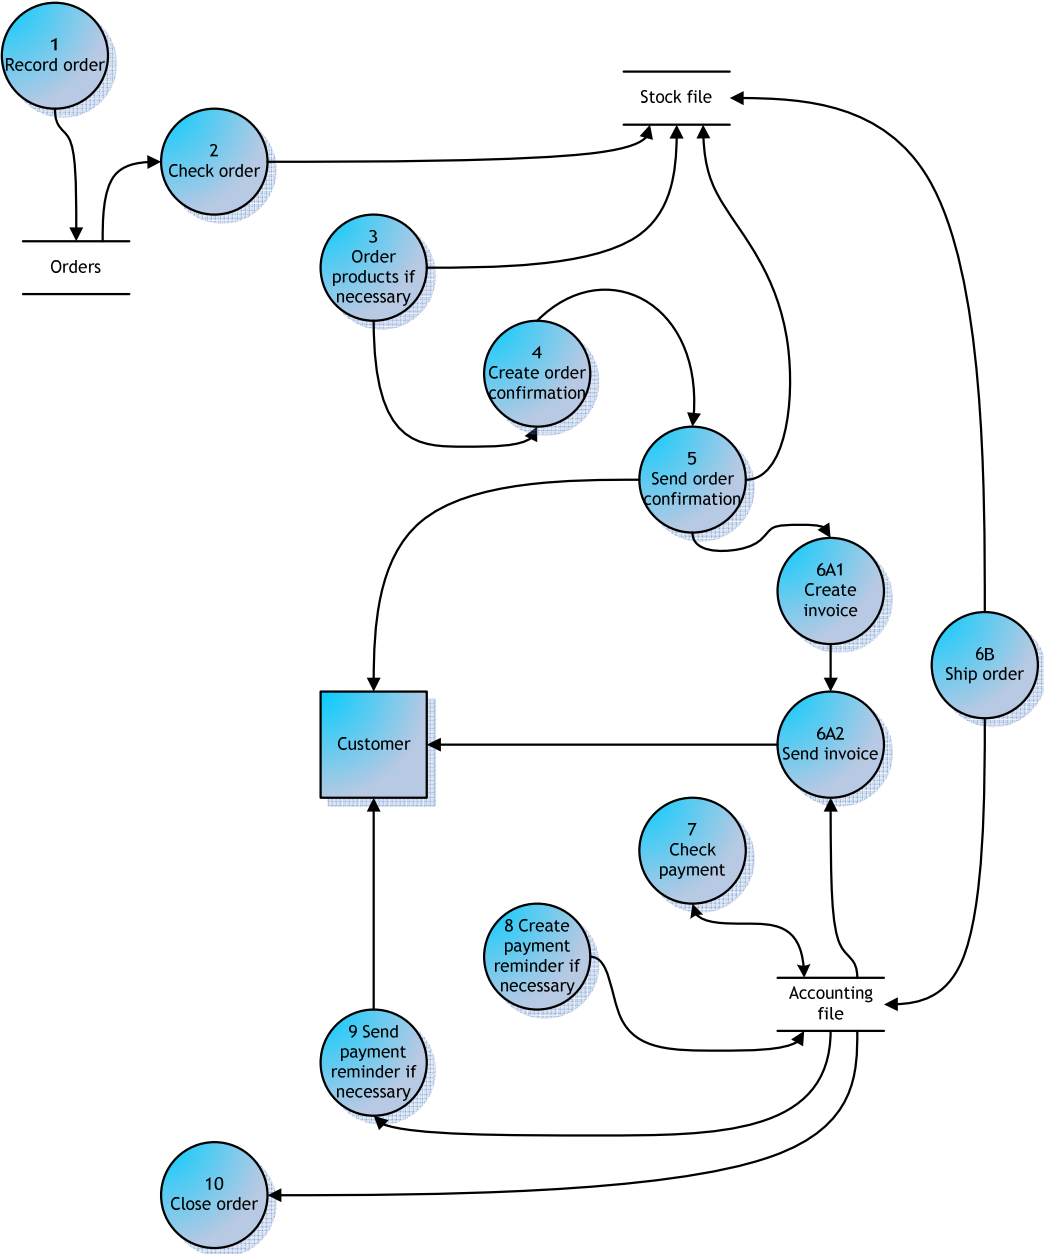 1
Record order
2
Check order
Stock file
Orders
3
Order
products if
necessary
4
Create order
confirmation
5
Send order
confirmation
6A1
Create
invoice
6B
Ship order
Customer
6A2
Send invoice
7
Check
payment
8 Create
payment
reminder if
necessary
Accounting
file
9 Send
payment
reminder if
necessary
10
Close order